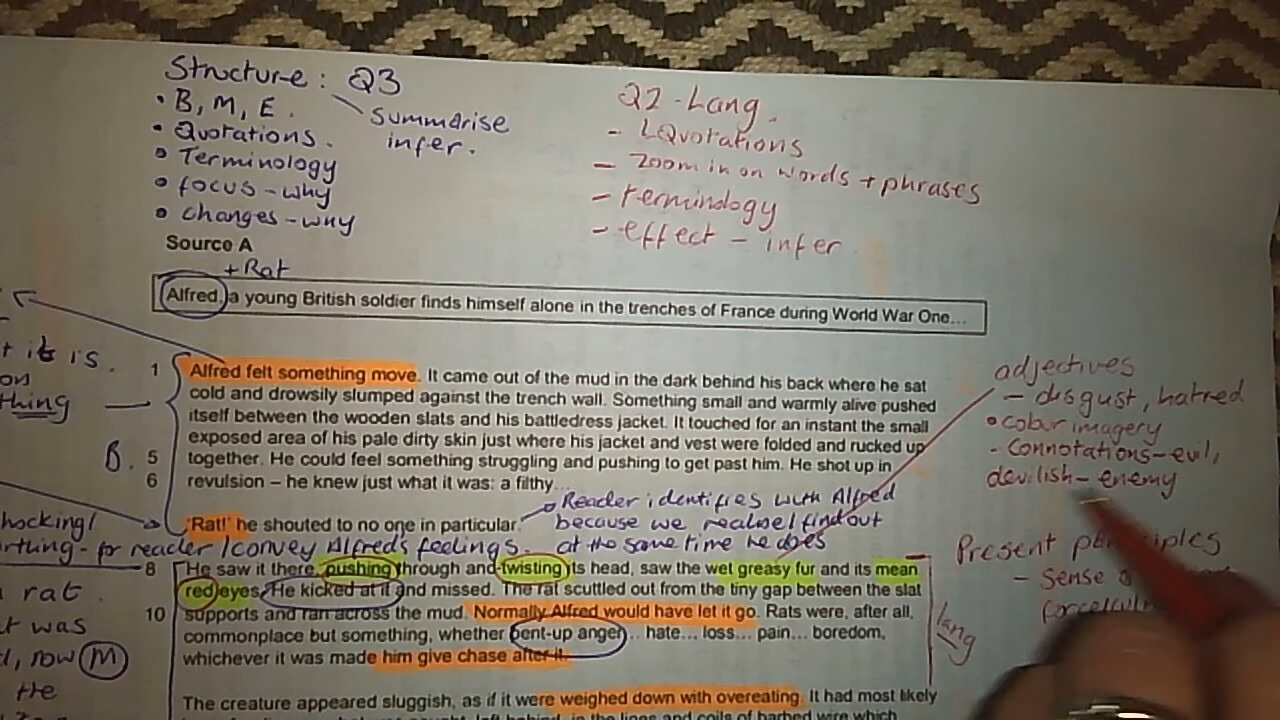 Structure: Q3
• B, M, E.
• Quotations.
• Terminology
• focus - why
• changes - why
Summarise
infer.
Q2 - Lang.
- Quotations
- Zoom in on words + phrases
- terminology
- effect - infer
Source A
+ Rat
Alfred, a young British soldier finds himself alone in the trenches of France during World War One…
it is.
on
thing
B.
1 Alfred felt something move. It came out of the mud in the dark behind his back where he sat
cold and drowsily slumped against the trench wall. Something small and warmly alive pushed
itself between the wooden slats and his battledress jacket. It touched for an instant the small
exposed area of his pale dirty skin just where his jacket and vest were folded and rucked up
5 together. He could feel something struggling and pushing to get past him. He shot up in
6 revulsion – he knew just what it was: a filthy…
'Rat!' he shouted to no one in particular.
Reader identifies with Alfred
because we find out
at the same time he does
hocking/
- for reader / convey Alfred's feelings.
8 He saw it there, pushing through and twisting its head, saw the wet greasy fur and its mean
red eyes. He kicked at it and missed. The rat scuttled out from the tiny gap between the slat
10 supports and ran across the mud. Normally Alfred would have let it go. Rats were, after all,
commonplace but something, whether pent-up anger… hate… loss… pain… boredom,
whichever it was made him give chase after it.
The creature appeared sluggish, as if it were weighed down with overeating. It had most likely
rat.
t was
, now M
the
adjectives
- disgust, hatred
• colour imagery
- connotations - evil,
devilish - enemy
Present participles
- sense
lang